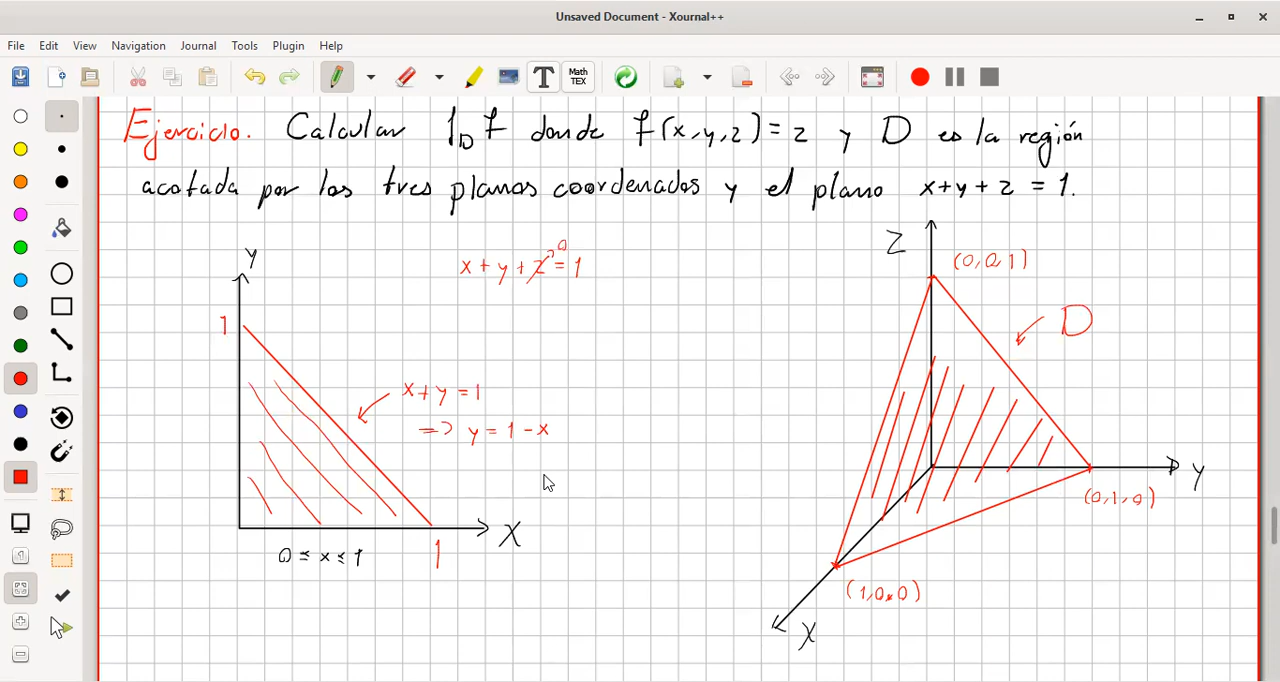 Unsaved Document - Xournal++
File Edit View Navigation Journal Tools Plugin Help
T Math TEX
Ejercicio. Calcular ∫_D f donde f(x,y,z)=z y D es la región
acotada por los tres planos coordenados y el plano x+y+z=1.
x+y+z=1
0
Y
1
x+y=1
=> y=1-x
X
0≤x≤1
1
Z
(0,0,1)
D
Y
(0,1,0)
(1,0,0)
X